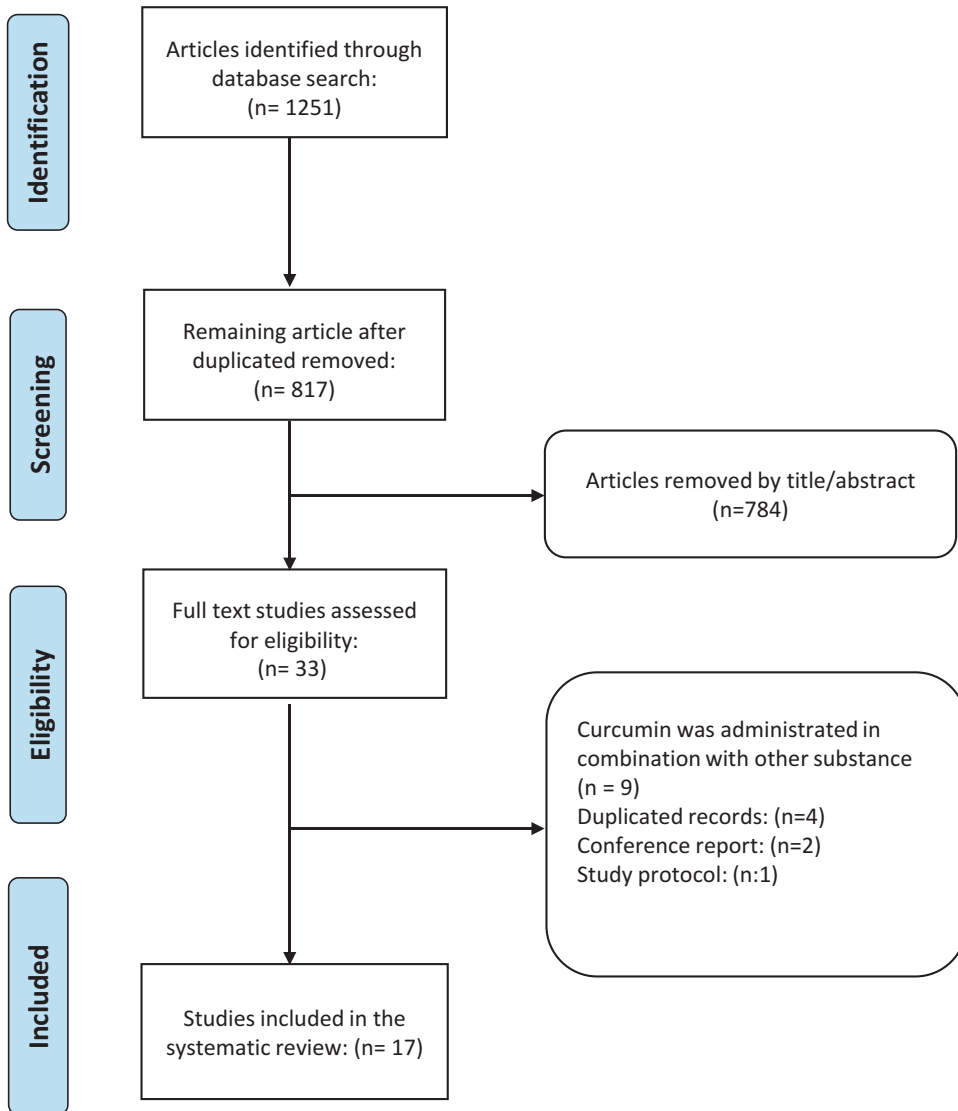 Identification
Articles identified through
database search:
(n= 1251)
Screening
Remaining article after
duplicated removed:
(n= 817)
Articles removed by title/abstract
(n=784)
Eligibility
Full text studies assessed
for eligibility:
(n= 33)
Curcumin was administrated in
combination with other substance
(n = 9)
Duplicated records: (n=4)
Conference report: (n=2)
Study protocol: (n:1)
Included
Studies included in the
systematic review: (n= 17)